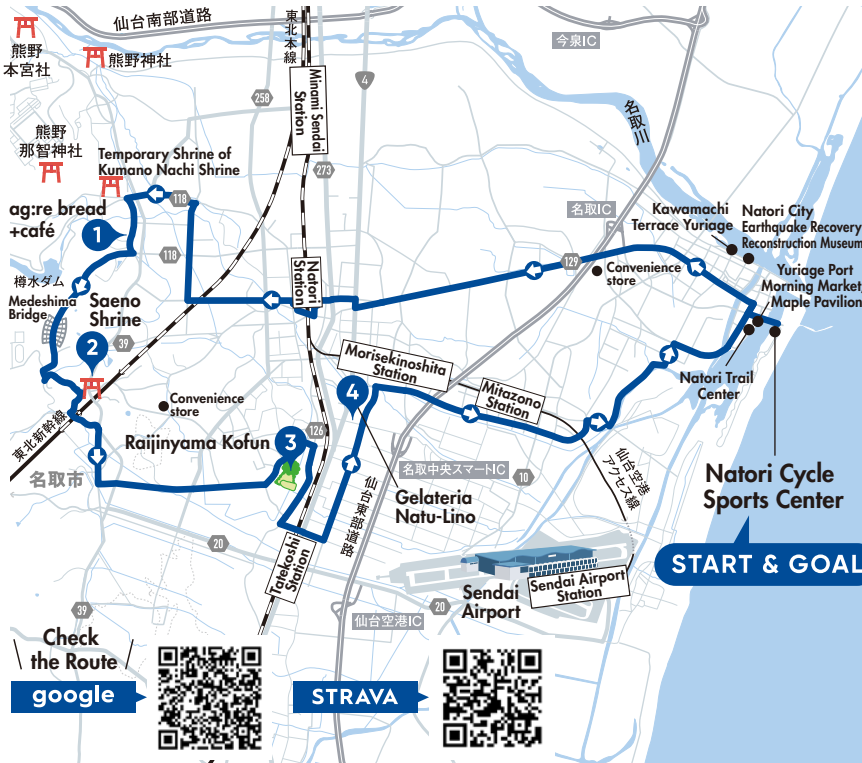 仙台南部道路
東北本線
今泉IC
熊野
本宮社
熊野神社
4
Minami Sendai
Station
258
名取川
熊野
那智神社
Temporary Shrine of
Kumano Nachi Shrine
273
118
ag:re bread
+café
1
名取IC
Kawamachi
Terrace Yuriage
Natori City
Earthquake Recovery
Reconstruction Museum
118
129
Convenience
store
Natori
Station
Yuriage Port
Morning Market,
Maple Pavilion
樽水ダム
Medeshima
Bridge
Saeno
Shrine
2
39
Morisekinoshita
Station
Mitazono
Station
Natori Trail
Center
4
Convenience
store
東北新幹線
Raijinyama Kofun
3
126
名取市
名取中央スマートIC
10
仙台空港
アクセス線
Gelateria
Natu-Lino
仙台東部道路
Natori Cycle
Sports Center
20
Tatekoshi
Station
START & GOAL
Sendai
Airport
Sendai Airport
Station
20
仙台空港IC
39
Check
the Route
google
STRAVA